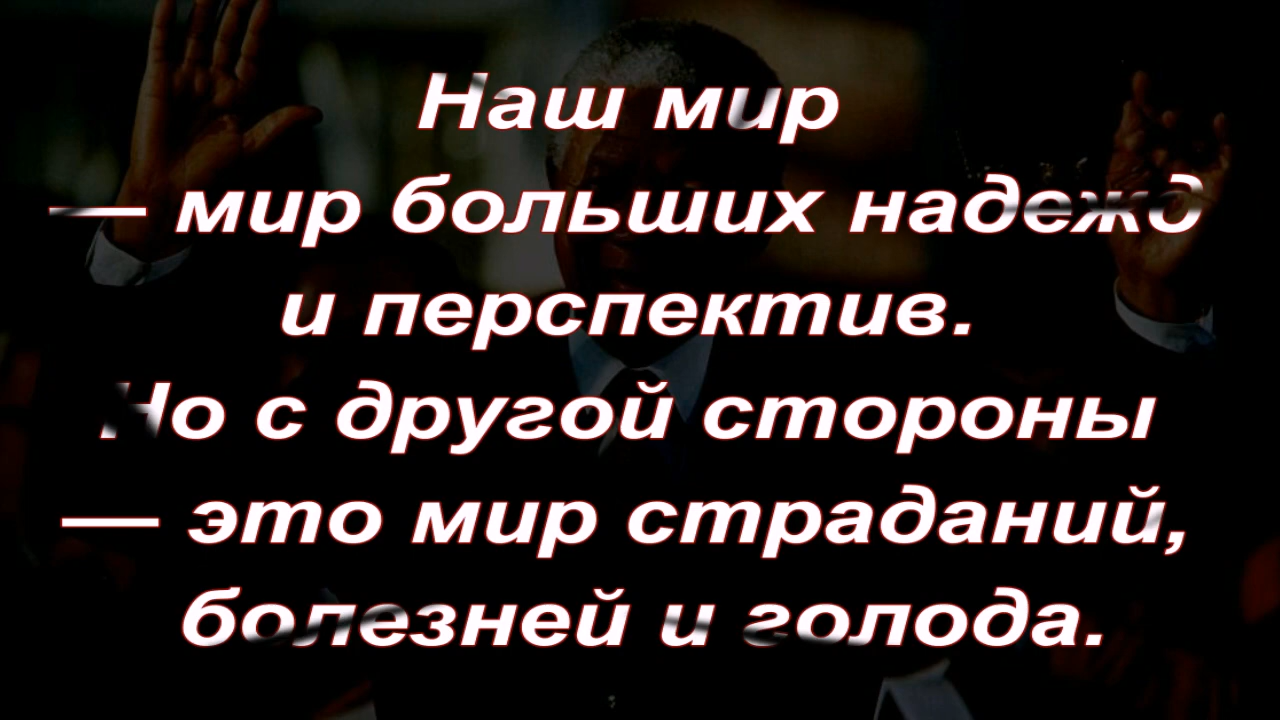 Наш мир
— мир больших надежд
и перспектив.
Но с другой стороны
— это мир страданий,
болезней и голода.